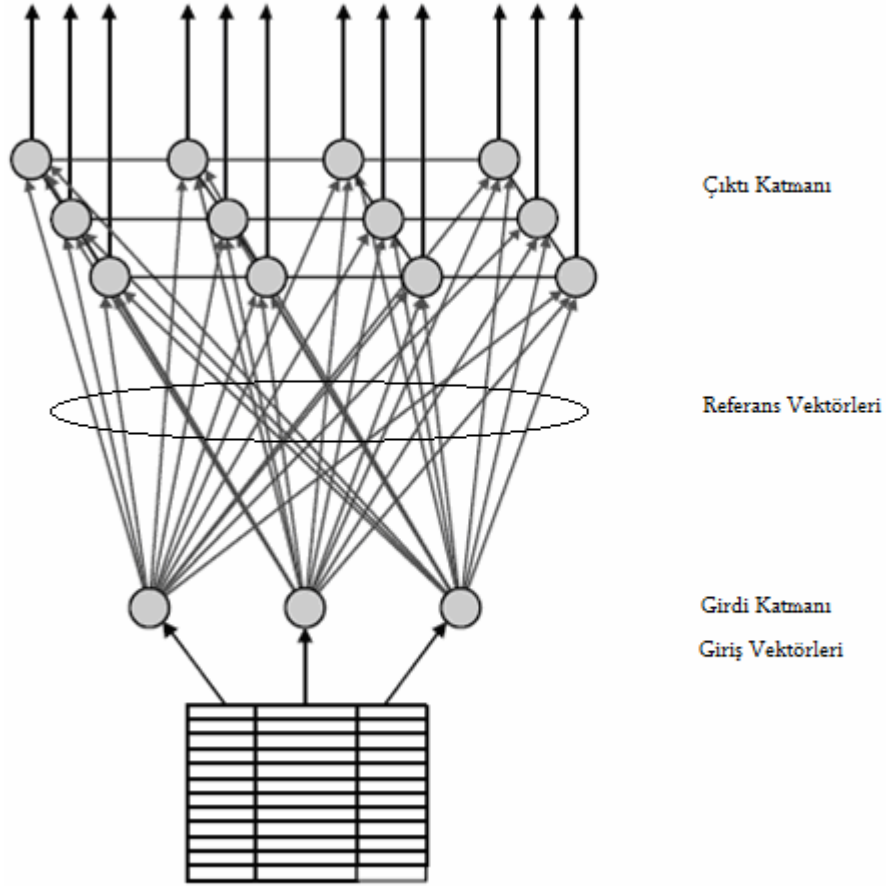 Çıktı Katmanı
Referans Vektörleri
Girdi Katmanı
Giriş Vektörleri